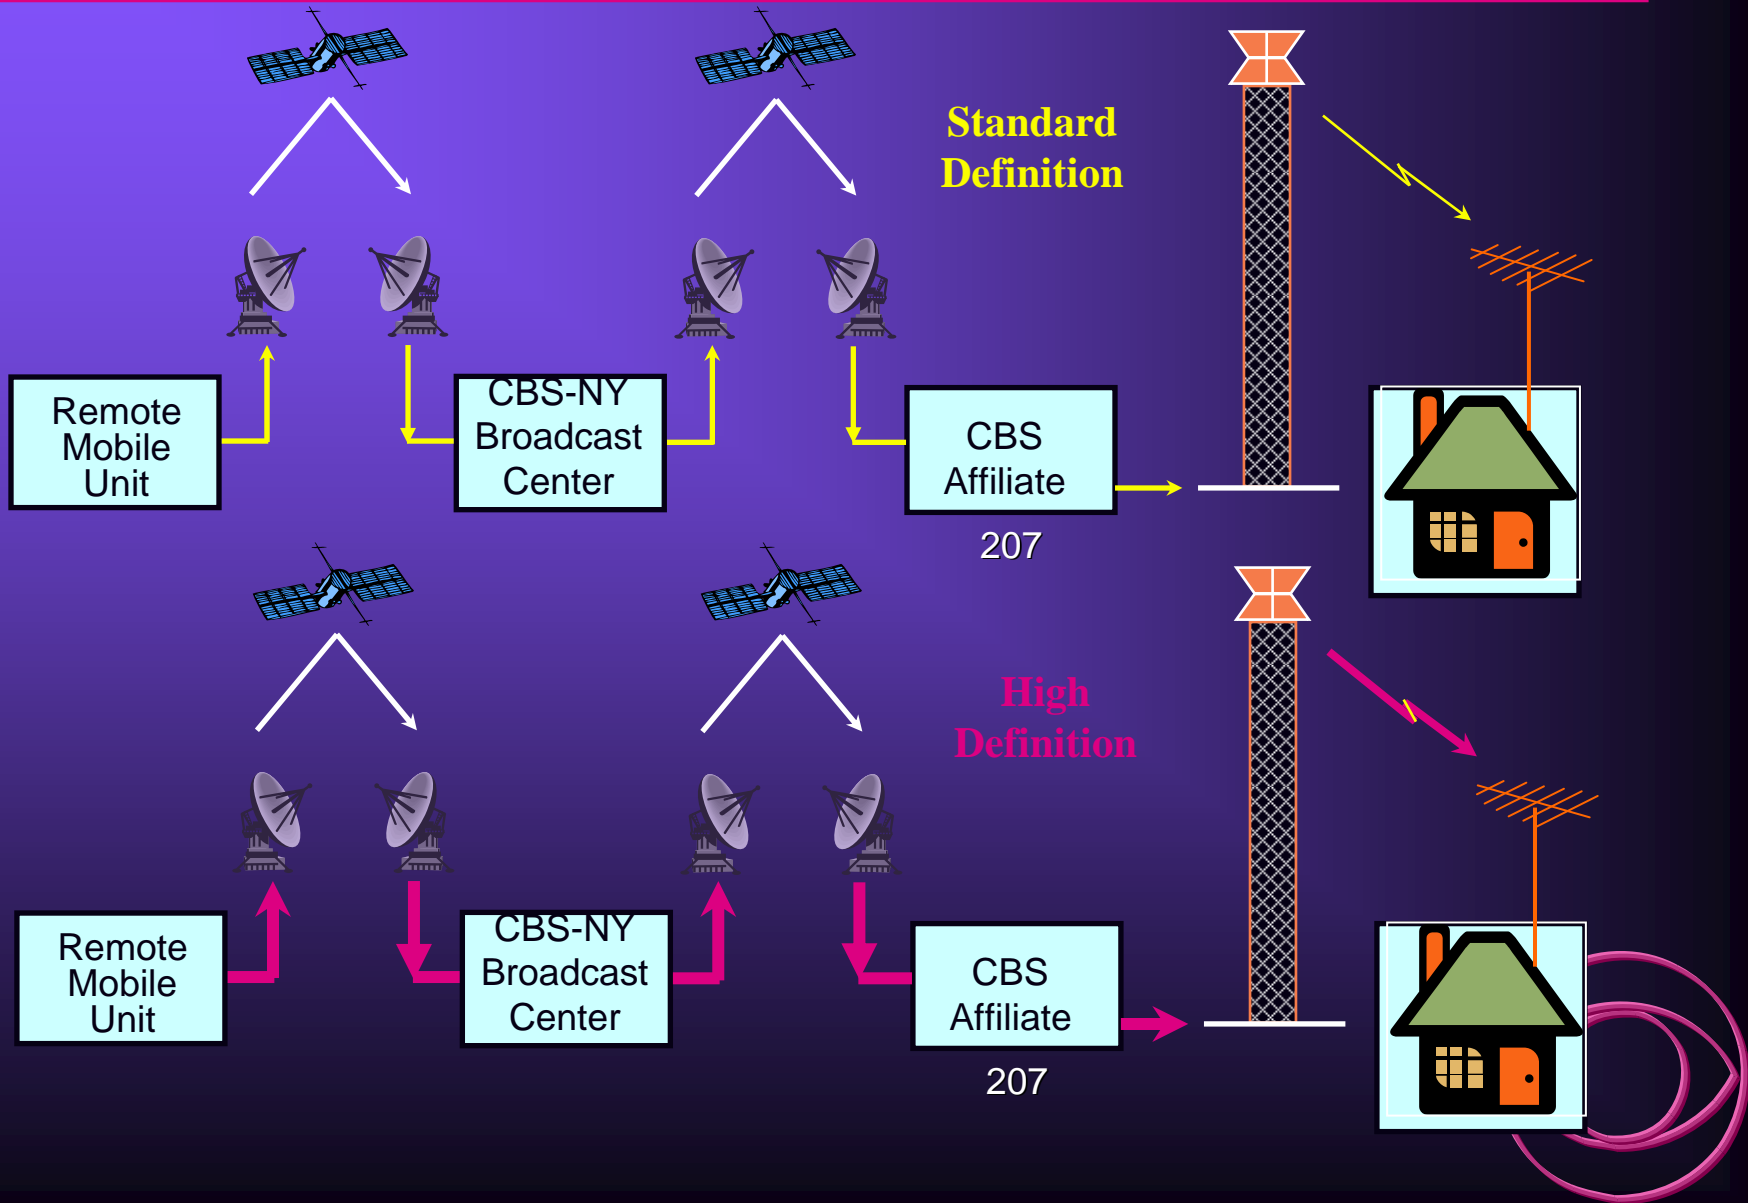 Standard
Definition
Remote
Mobile
Unit
CBS-NY
Broadcast
Center
CBS
Affiliate
207
High
Definition
Remote
Mobile
Unit
CBS-NY
Broadcast
Center
CBS
Affiliate
207